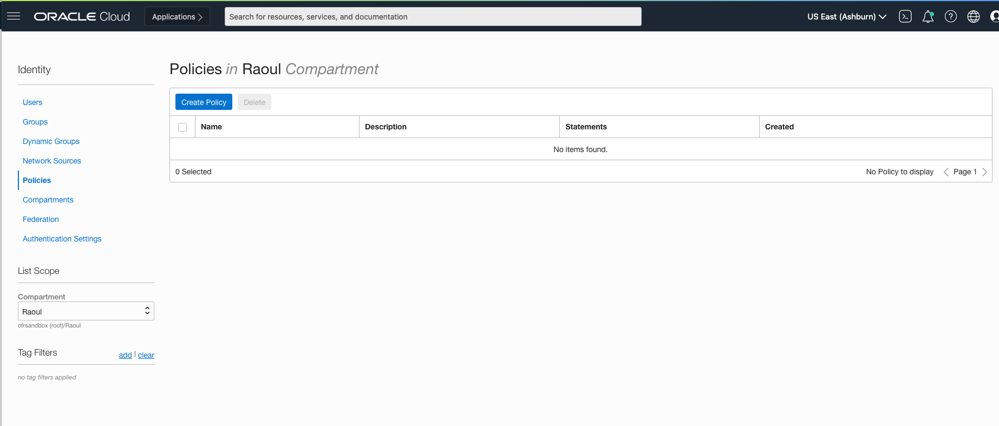 ORACLE Cloud
Applications
Search for resources, services, and documentation
US East (Ashburn)
Identity
Users
Groups
Dynamic Groups
Network Sources
Policies
Compartments
Federation
Authentication Settings
List Scope
Compartment
Raoul
ofrsandbox (root)/Raoul
Tag Filters
add | clear
no tag filters applied
Policies in Raoul Compartment
Create Policy Delete
Name Description Statements Created
No items found.
0 Selected No Policy to display Page 1